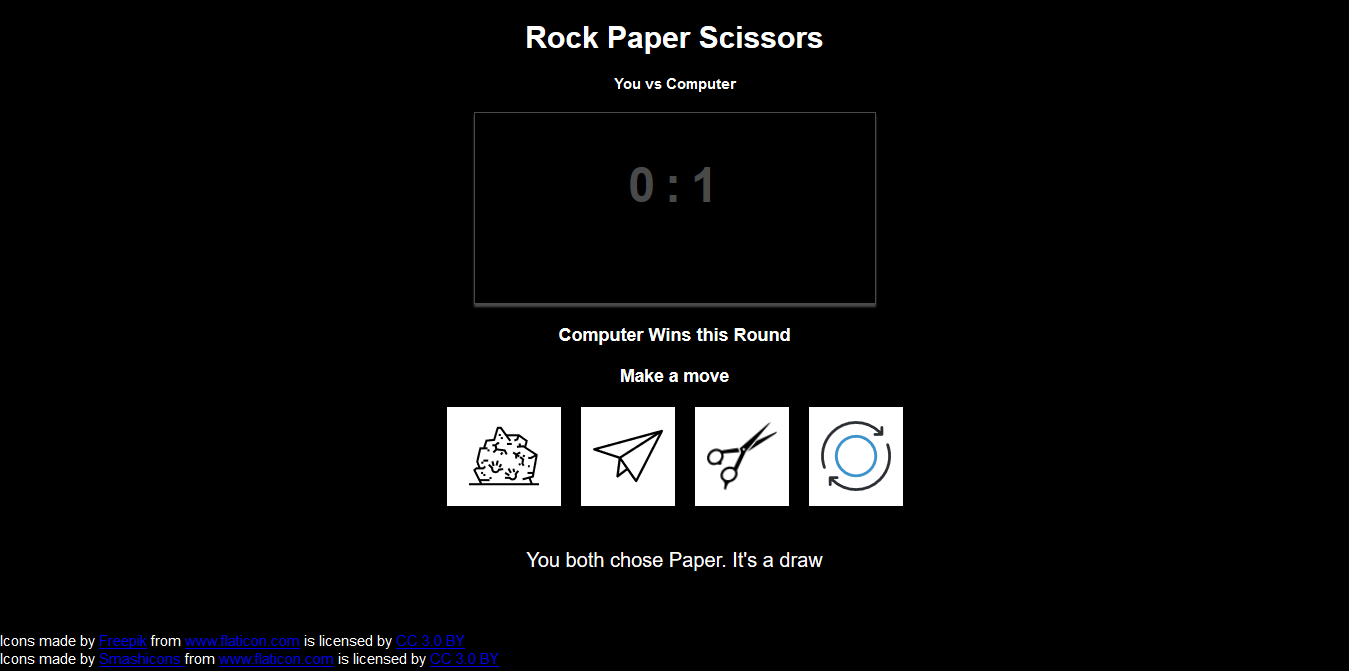 Rock Paper Scissors
You vs Computer
0 : 1
Computer Wins this Round
Make a move
You both chose Paper. It's a draw
Icons made by Freepik from www.flaticon.com is licensed by CC 3.0 BY
Icons made by Smashicons from www.flaticon.com is licensed by CC 3.0 BY